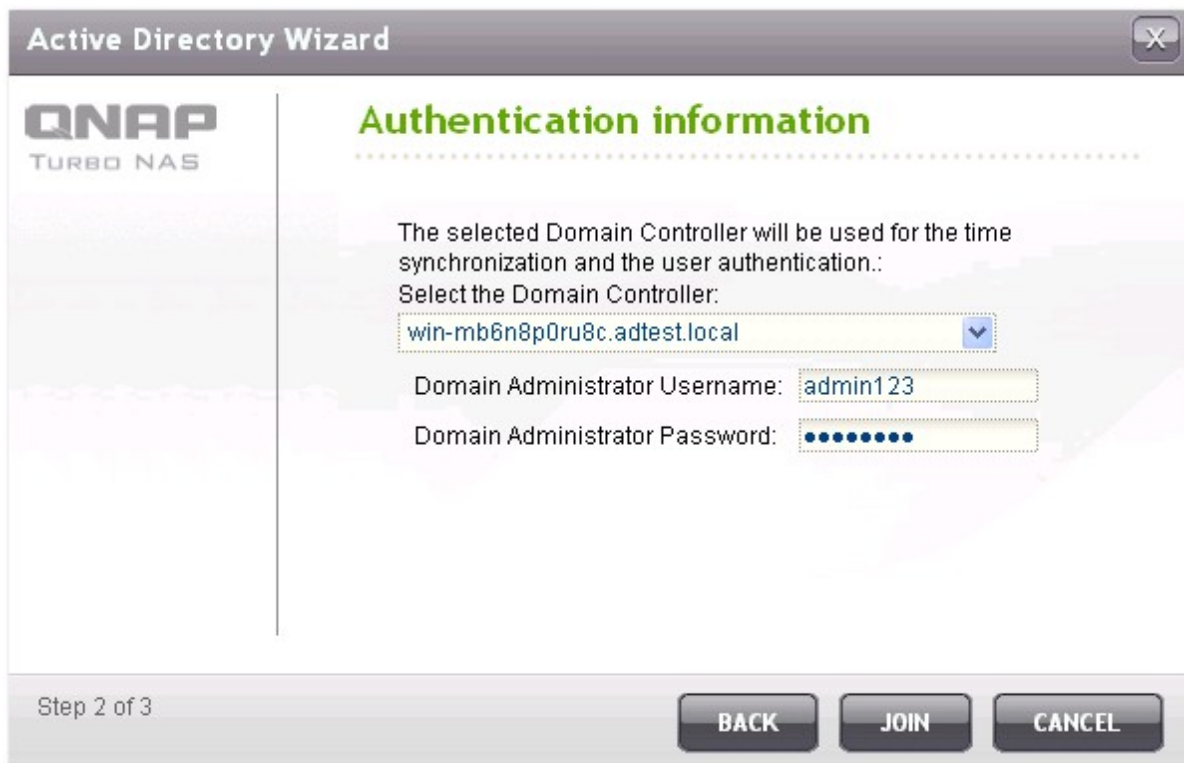 Active Directory Wizard
X
QNAP
TURBO NAS
Authentication information
The selected Domain Controller will be used for the time
synchronization and the user authentication.:
Select the Domain Controller:
win-mb6n8p0ru8c.adtest.local
Domain Administrator Username: admin123
Domain Administrator Password: ●●●●●●●●
Step 2 of 3
BACK JOIN CANCEL